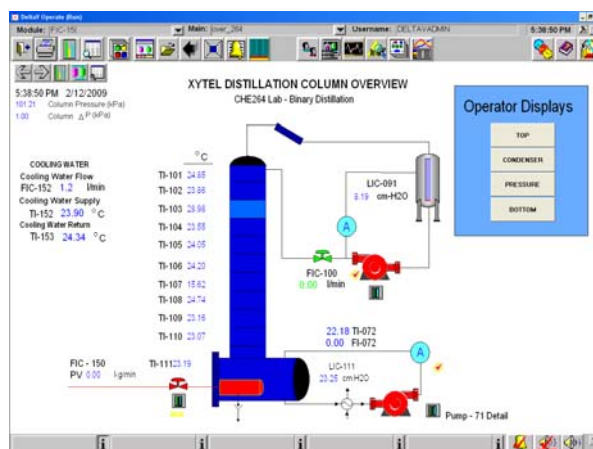 DeltaV Operate (Run)
Module: FIC-15(
Main: over_264
Username: DELTAVADMIN
5:38:50 PM
XYTEL DISTILLATION COLUMN OVERVIEW
CHE264 Lab - Binary Distillation
5:38:50 PM 2/12/2009
101.21 Column Pressure (kPa)
1.00 Column Δ P (kPa)
Operator Displays
TOP
CONDENSER
PRESSURE
BOTTOM
COOLING WATER
Cooling Water Flow
FIC-152 1.2 l/min
Cooling Water Supply
TI-152 23.90 °C
Cooling Water Return
TI-153 24.34 °C
°C
TI-101 24.85
TI-102 23.86
TI-103 28.98
TI-104 23.55
TI-105 24.05
TI-106 24.20
TI-107 15.62
TI-108 24.74
TI-109 23.16
TI-110 23.07
TI-111 23.19
LIC-091
8.19 cm-H2O
A
FIC-100
0.00 l/min
22.18 TI-072
0.00 FI-072
A
LIC-111
23.25 cmH2O
FIC - 150
PV 0.00 kg/min
Pump - 71 Detail